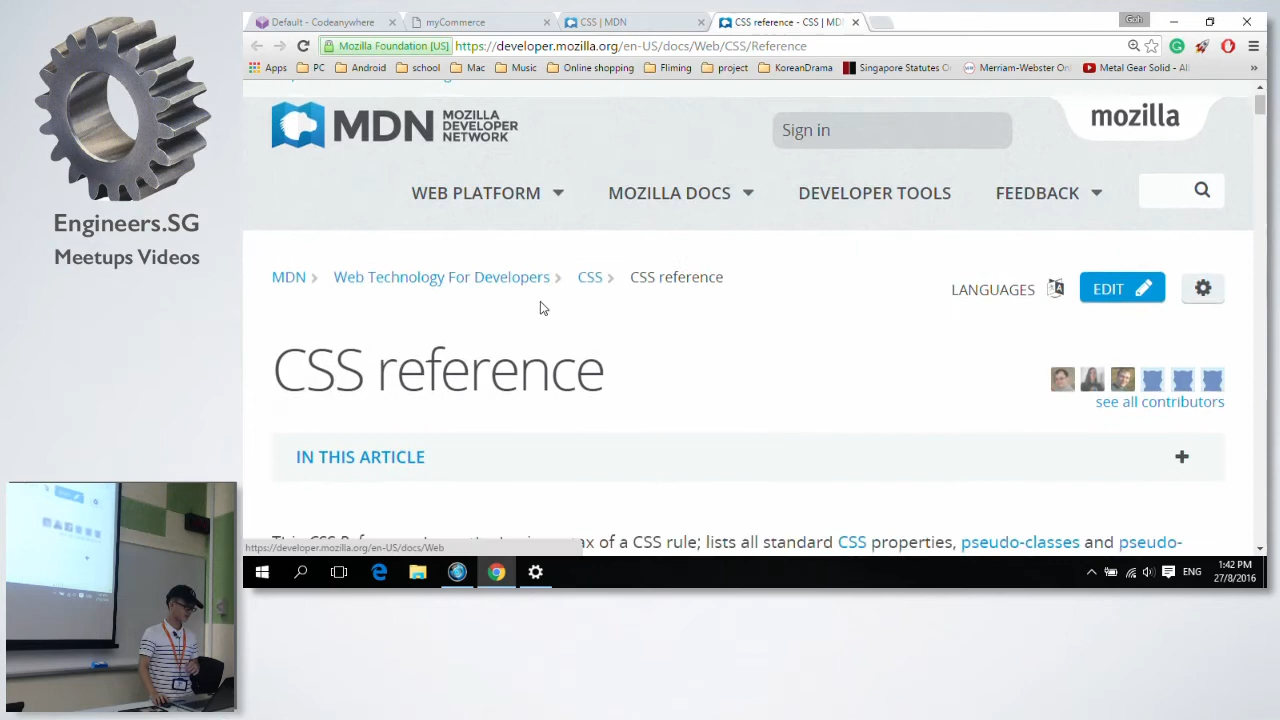 Engineers.SG
Meetups Videos
Default - Codeanywhere
myCommerce
CSS | MDN
CSS reference - CSS | MD
Goh
Mozilla Foundation [US]
https://developer.mozilla.org/en-US/docs/Web/CSS/Reference
Apps
PC
Android
school
Mac
Music
Online shopping
Fliming
project
KoreanDrama
Singapore Statutes O
Merriam-Webster Onl
Metal Gear Solid - All
MDN
MOZILLA
DEVELOPER
NETWORK
Sign in
mozilla
WEB PLATFORM
MOZILLA DOCS
DEVELOPER TOOLS
FEEDBACK
MDN
Web Technology For Developers
CSS
CSS reference
LANGUAGES
EDIT
CSS reference
see all contributors
IN THIS ARTICLE
of a CSS rule; lists all standard CSS properties, pseudo-classes and pseudo-
https://developer.mozilla.org/en-US/docs/Web
ENG
1:42 PM
27/8/2016